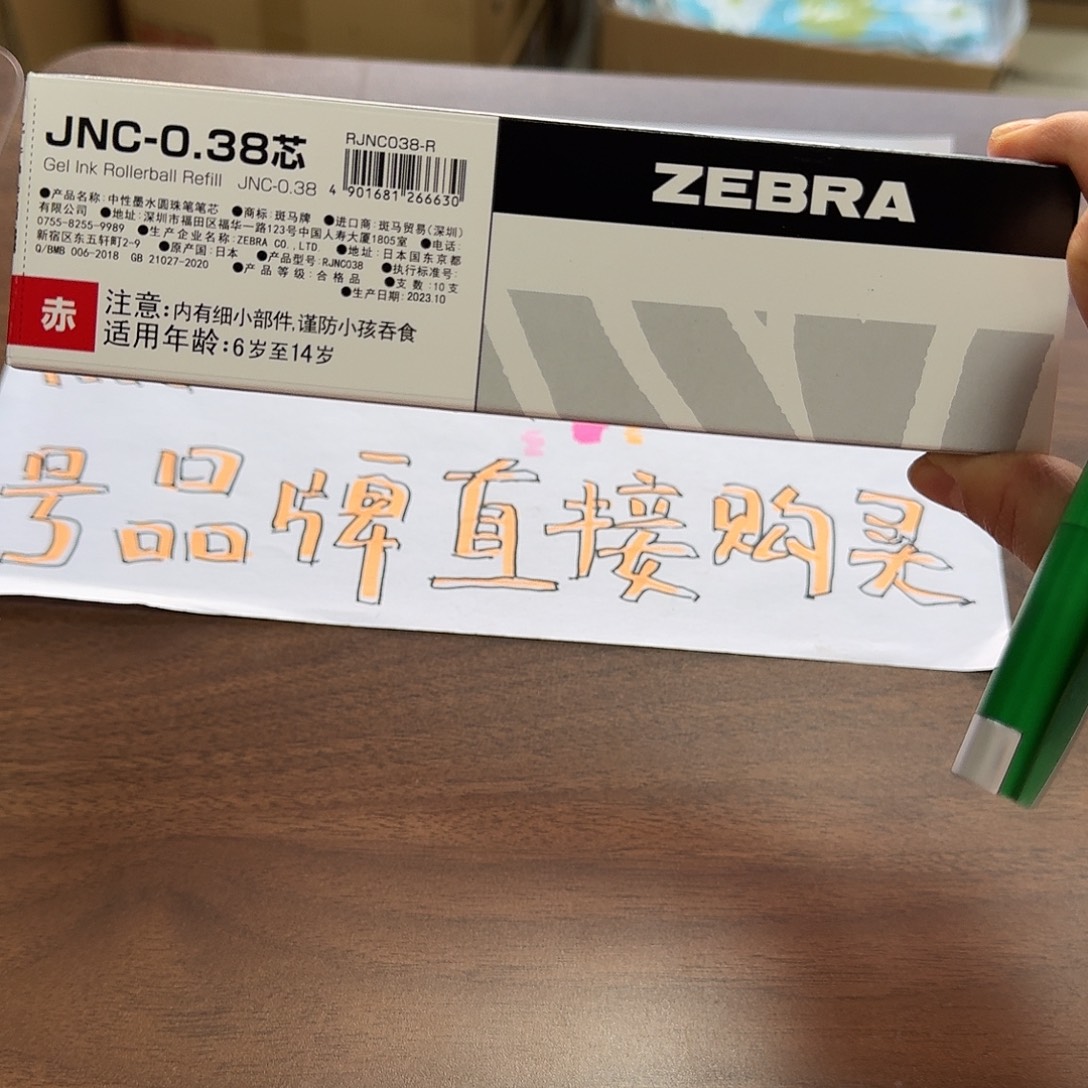 JNC-0.38芯
RJNC038-R
Gel Ink Rollerball Refill JNC-0.38
4 901681 266630
●产品名称:中性墨水圆珠笔笔芯 ●商标:斑马牌 ●进口商:斑马贸易(深圳)
有限公司 ●地址:深圳市福田区福华一路123号中国人寿大厦1805室 ●电话:
0755-8255-9989 ●生产企业名称:ZEBRA CO.,LTD. ●地址:日本国东京都
新宿区东五轩町2-9 ●原产国:日本 ●产品型号:RJNC038 ●执行标准号:
Q/BMB 006-2018 GB 21027-2020 ●产品等级:合格品 ●支数:10支
●生产日期:2023.10
赤
注意:内有细小部件,谨防小孩吞食
适用年龄:6岁至14岁
ZEBRA
号品牌直接购买